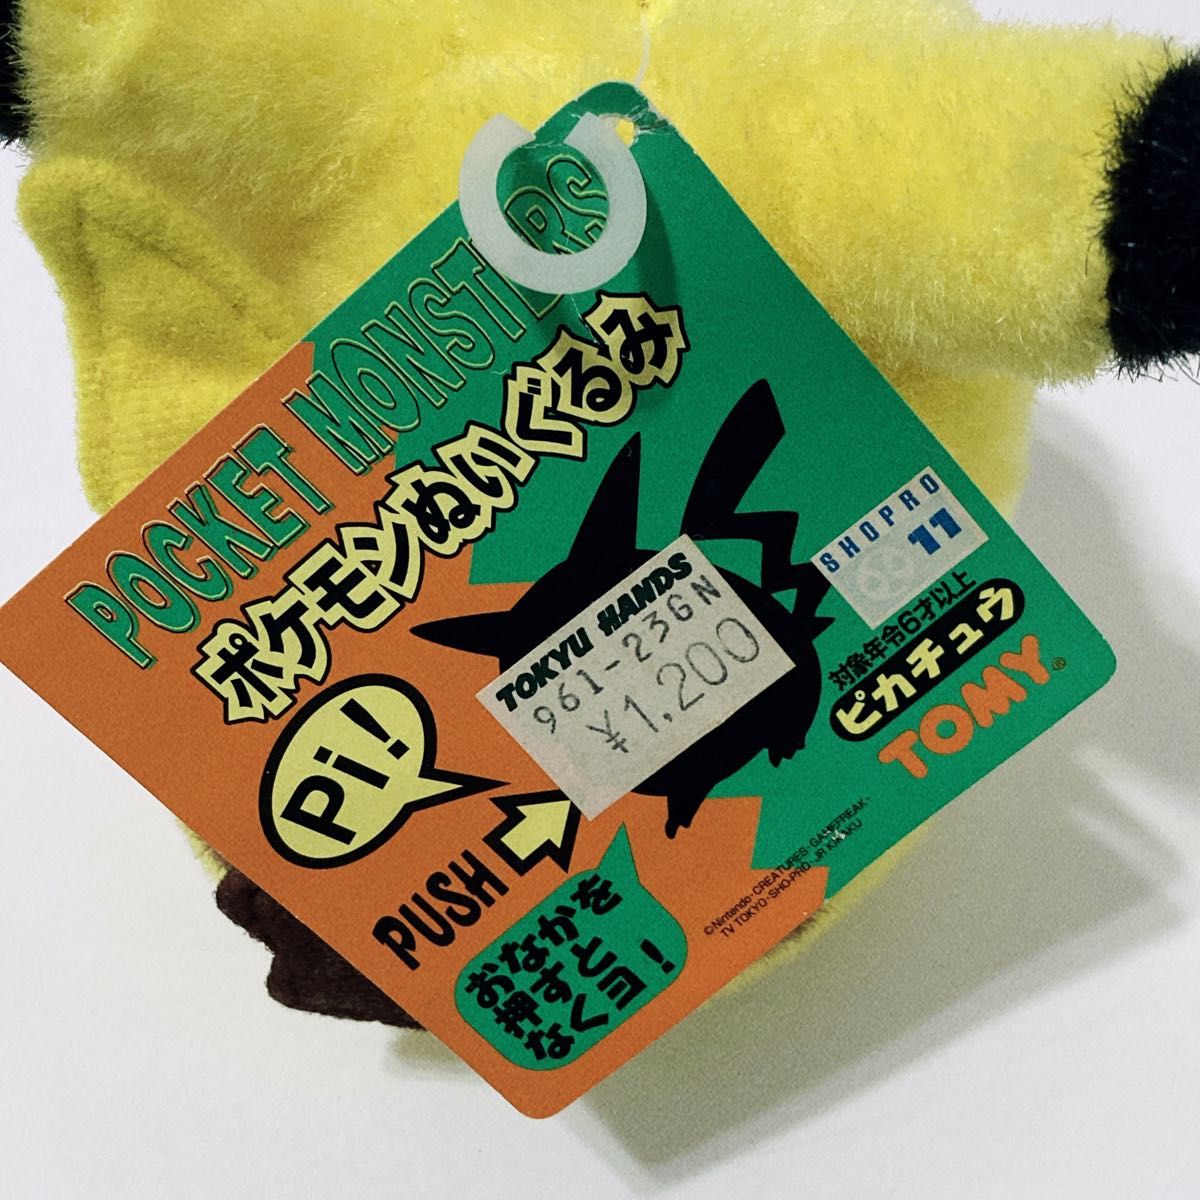 POCKET MONSTERS
ポケモンぬいぐるみ
Pi!
PUSH
おなかを
押すと
なくヨ!
TOKYU HANDS
961-236N
¥1,200
SHOPRO
11
対象年令6才以上
ピカチュウ
TOMY®
©Nintendo・CREATURES・GAMEFREAK・
TV TOKYO・SHO-PRO・JR KIKAKU